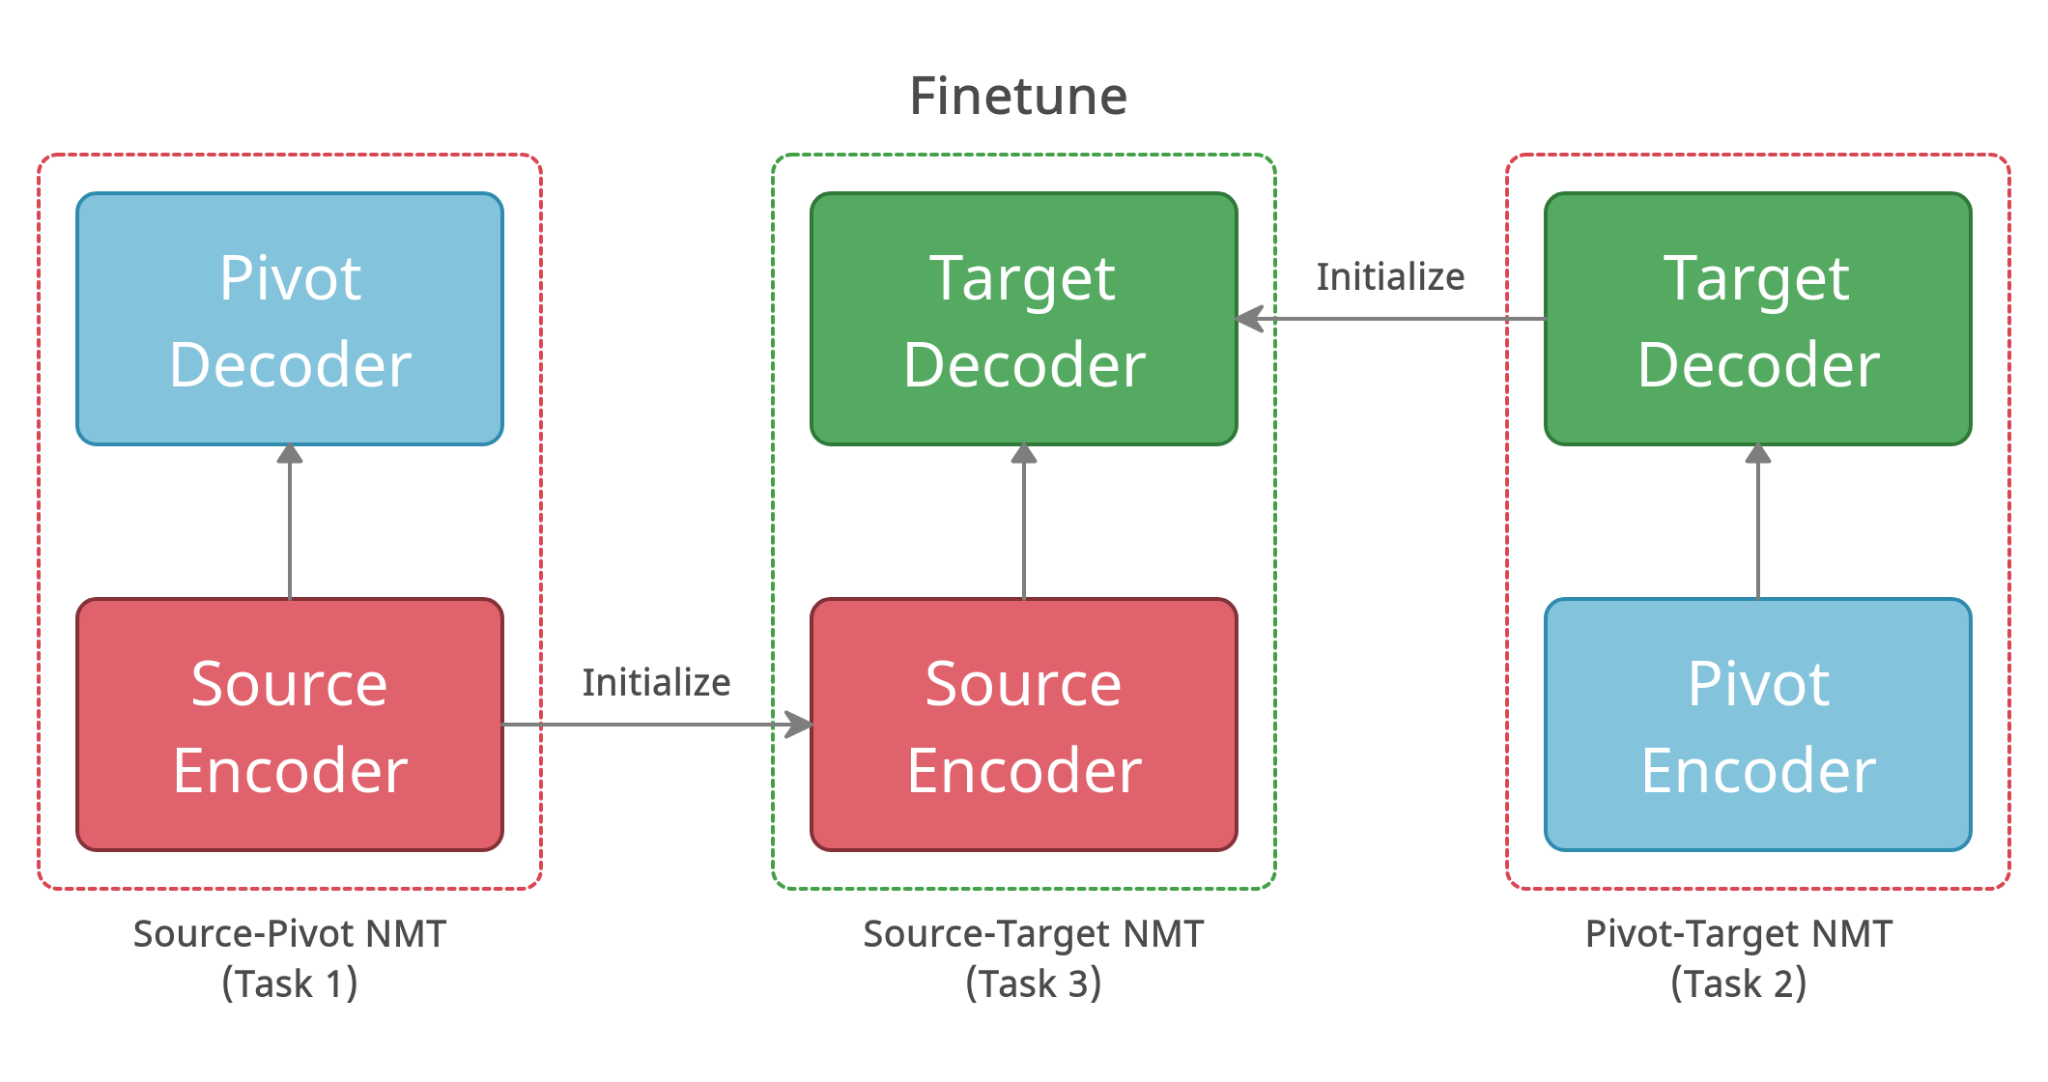 Finetune
Pivot
Decoder
Source
Encoder
Source-Pivot NMT
(Task 1)
Initialize
Target
Decoder
Source
Encoder
Source-Target NMT
(Task 3)
Initialize
Target
Decoder
Pivot
Encoder
Pivot-Target NMT
(Task 2)